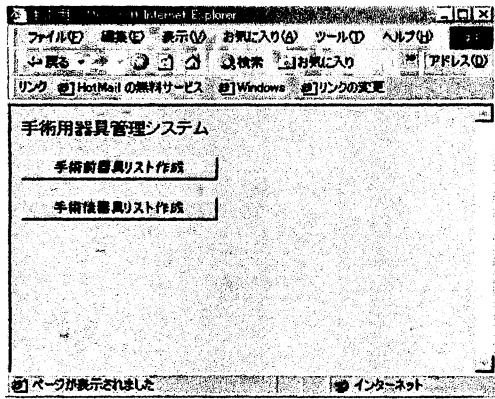 Internet Explorer
ファイル(F) 編集(E) 表示(V) お気に入り(A) ツール(T) ヘルプ(H)
戻る 検索 お気に入り アドレス(D)
リンク HotMail の無料サービス Windows リンクの変更
手術用器具管理システム
手術前器具リスト作成
手術後器具リスト作成
ページが表示されました インターネット